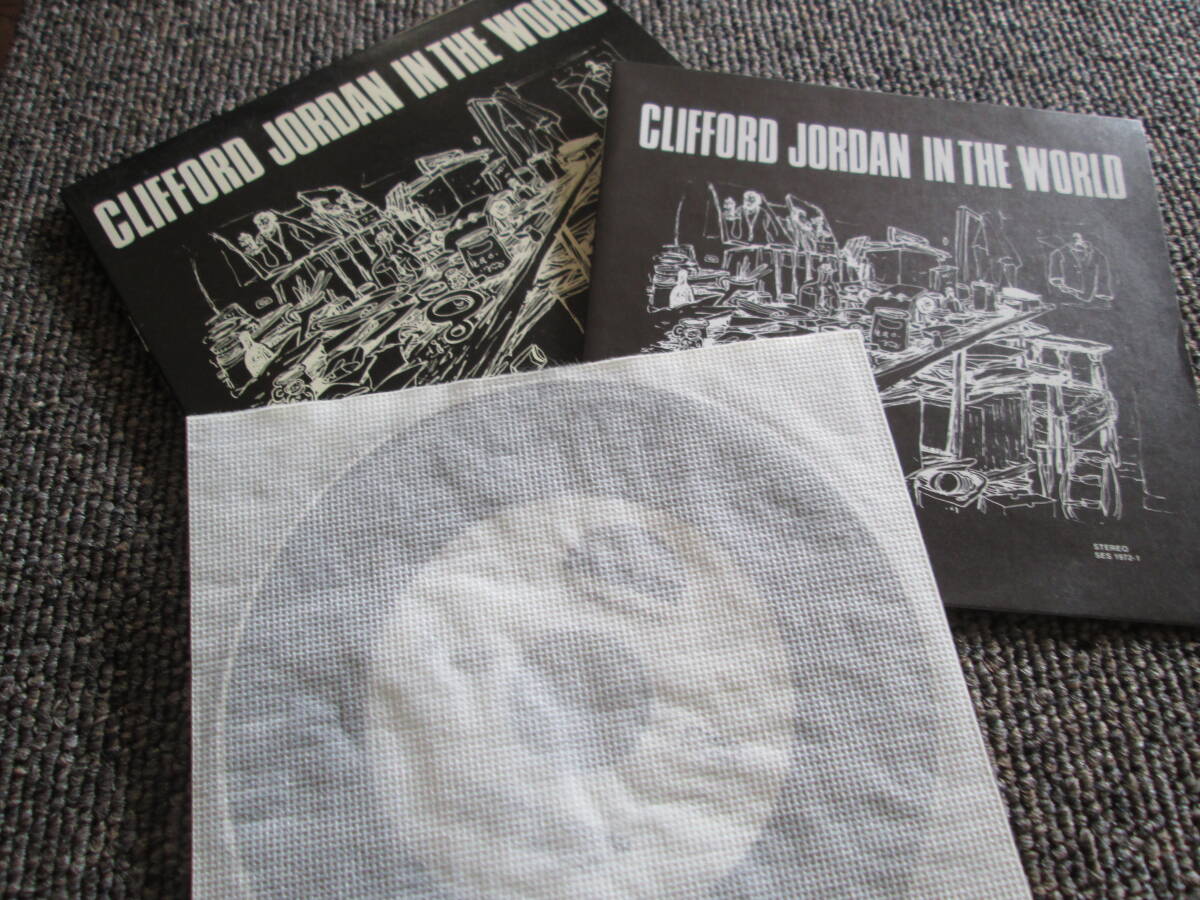 CLIFFORD JORDAN IN THE WORLD
CLIFFORD JORDAN IN THE WORLD
STEREO
SES 1972-1